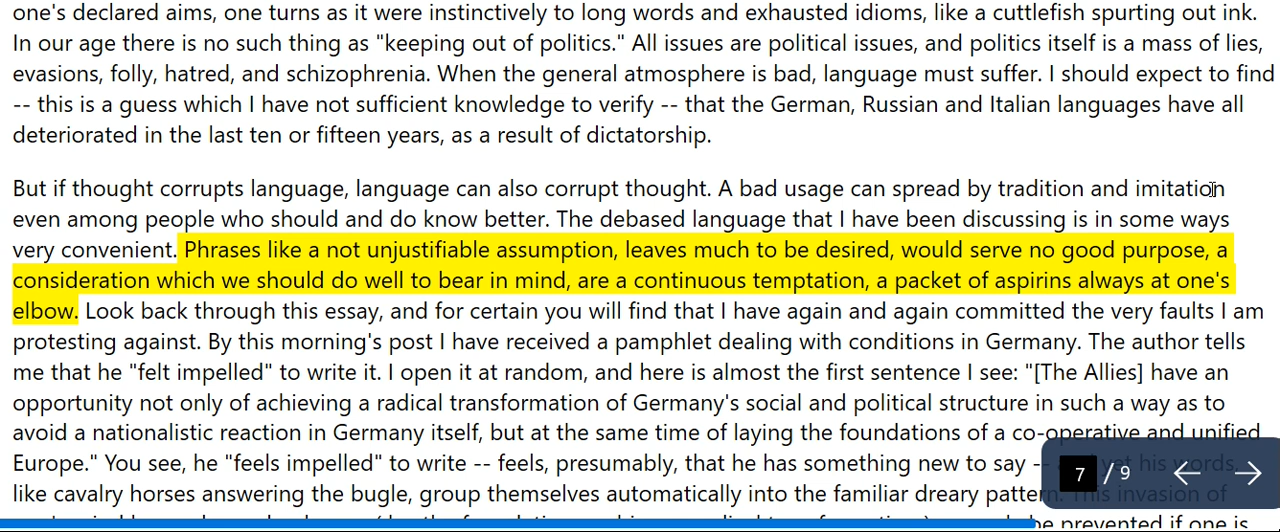 one's declared aims, one turns as it were instinctively to long words and exhausted idioms, like a cuttlefish spurting out ink.
In our age there is no such thing as "keeping out of politics." All issues are political issues, and politics itself is a mass of lies,
evasions, folly, hatred, and schizophrenia. When the general atmosphere is bad, language must suffer. I should expect to find
-- this is a guess which I have not sufficient knowledge to verify -- that the German, Russian and Italian languages have all
deteriorated in the last ten or fifteen years, as a result of dictatorship.
But if thought corrupts language, language can also corrupt thought. A bad usage can spread by tradition and imitation
even among people who should and do know better. The debased language that I have been discussing is in some ways
very convenient. Phrases like a not unjustifiable assumption, leaves much to be desired, would serve no good purpose, a
consideration which we should do well to bear in mind, are a continuous temptation, a packet of aspirins always at one's
elbow. Look back through this essay, and for certain you will find that I have again and again committed the very faults I am
protesting against. By this morning's post I have received a pamphlet dealing with conditions in Germany. The author tells
me that he "felt impelled" to write it. I open it at random, and here is almost the first sentence I see: "[The Allies] have an
opportunity not only of achieving a radical transformation of Germany's social and political structure in such a way as to
avoid a nationalistic reaction in Germany itself, but at the same time of laying the foundations of a co-operative and unified
Europe." You see, he "feels impelled" to write -- feels, presumably, that he has something new to say -- and yet his words,
like cavalry horses answering the bugle, group themselves automatically into the familiar dreary pattern. This invasion of
be prevented if one is
7 / 9